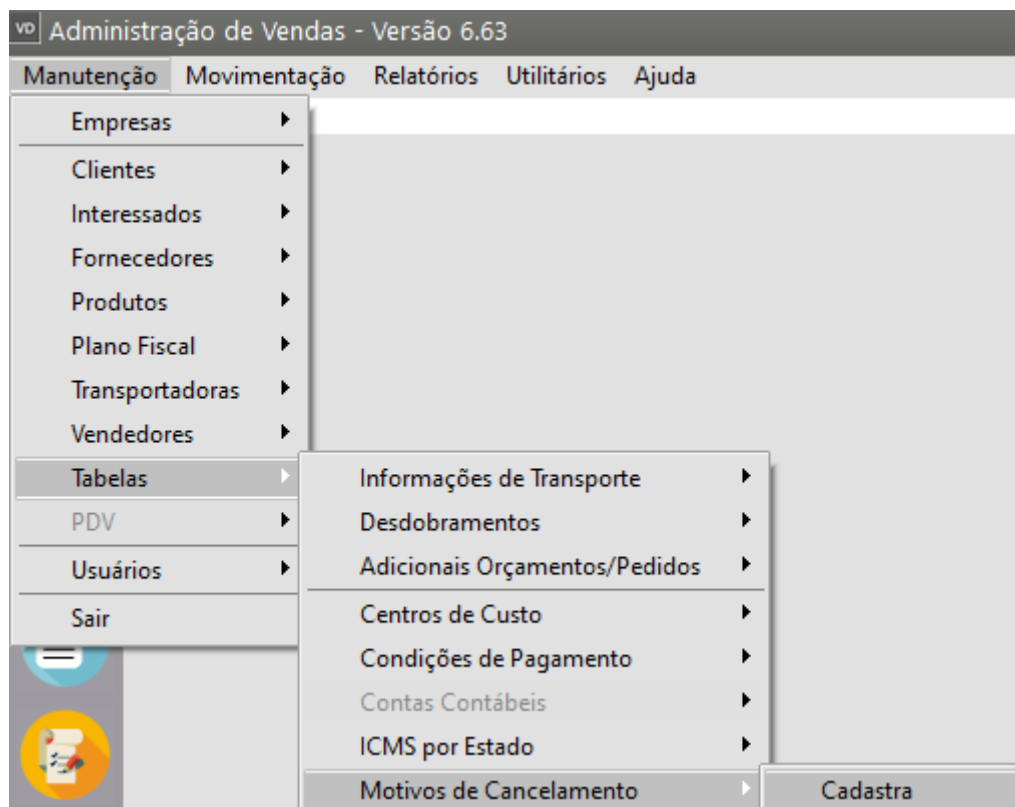 VD Administração de Vendas - Versão 6.63
Manutenção Movimentação Relatórios Utilitários Ajuda
Empresas
Clientes
Interessados
Fornecedores
Produtos
Plano Fiscal
Transportadoras
Vendedores
Tabelas
PDV
Usuários
Sair
Informações de Transporte
Desdobramentos
Adicionais Orçamentos/Pedidos
Centros de Custo
Condições de Pagamento
Contas Contábeis
ICMS por Estado
Motivos de Cancelamento
Cadastra